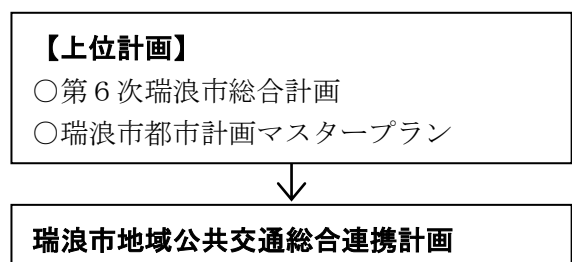 【上位計画】
○第６次瑞浪市総合計画
○瑞浪市都市計画マスタープラン
瑞浪市地域公共交通総合連携計画